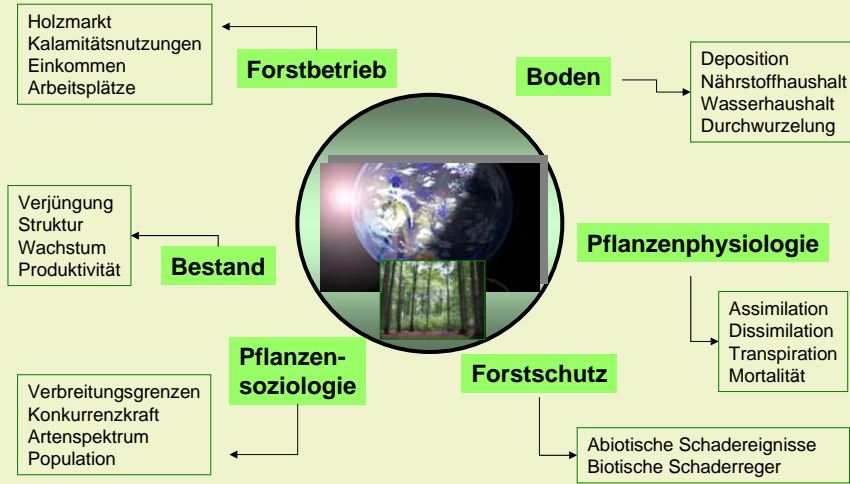 Holzmarkt
Kalamitätsnutzungen
Einkommen
Arbeitsplätze
Forstbetrieb
Boden
Deposition
Nährstoffhaushalt
Wasserhaushalt
Durchwurzelung
Verjüngung
Struktur
Wachstum
Produktivität
Bestand
Pflanzenphysiologie
Assimilation
Dissimilation
Transpiration
Mortalität
Pflanzen-
soziologie
Verbreitungsgrenzen
Konkurrenzkraft
Artenspektrum
Population
Forstschutz
Abiotische Schadereignisse
Biotische Schaderreger